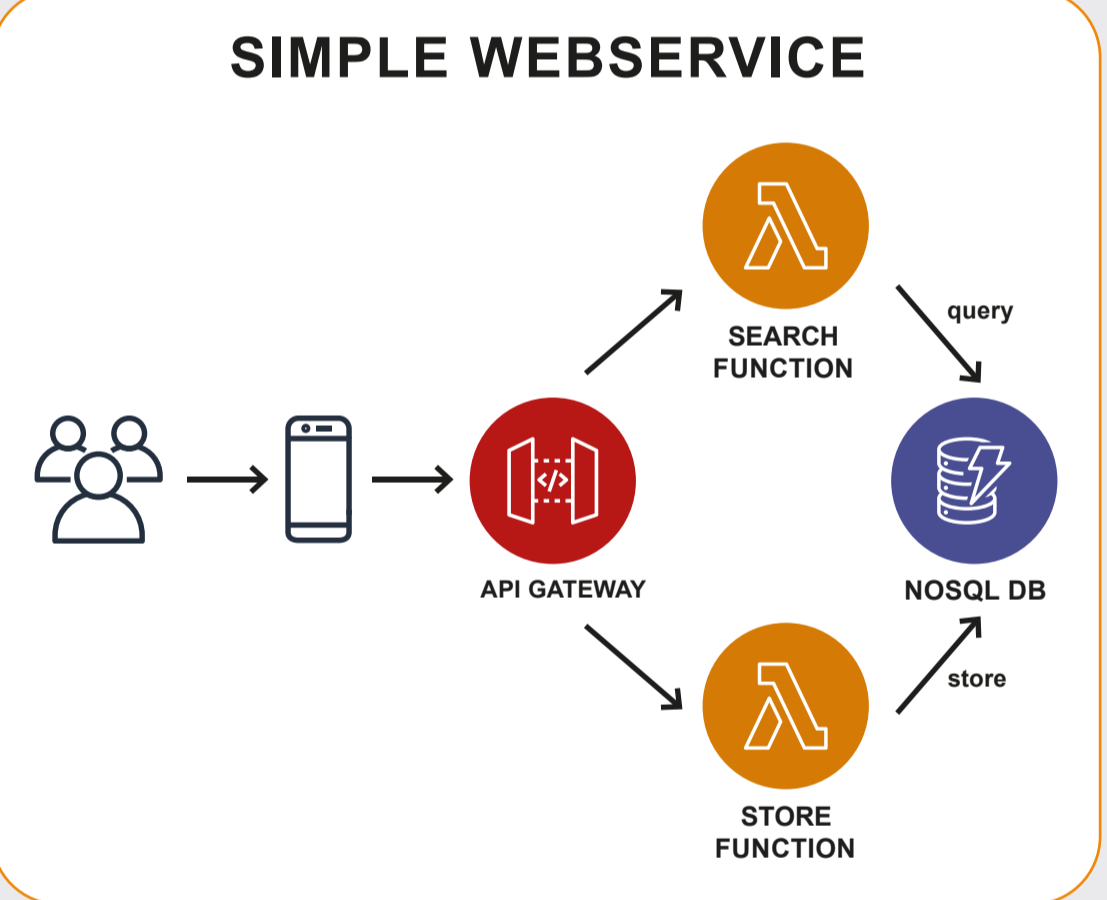 SIMPLE WEBSERVICE
SEARCH
FUNCTION
query
</>
API GATEWAY
NOSQL DB
store
STORE
FUNCTION